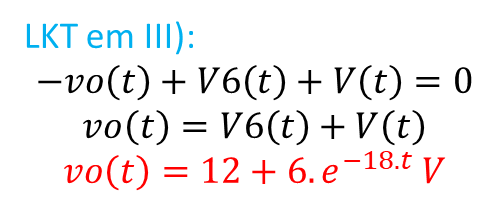 LKT em III):
−vo(t) + V6(t) + V(t) = 0
vo(t) = V6(t) + V(t)
vo(t) = 12 + 6.e^{−18.t} V